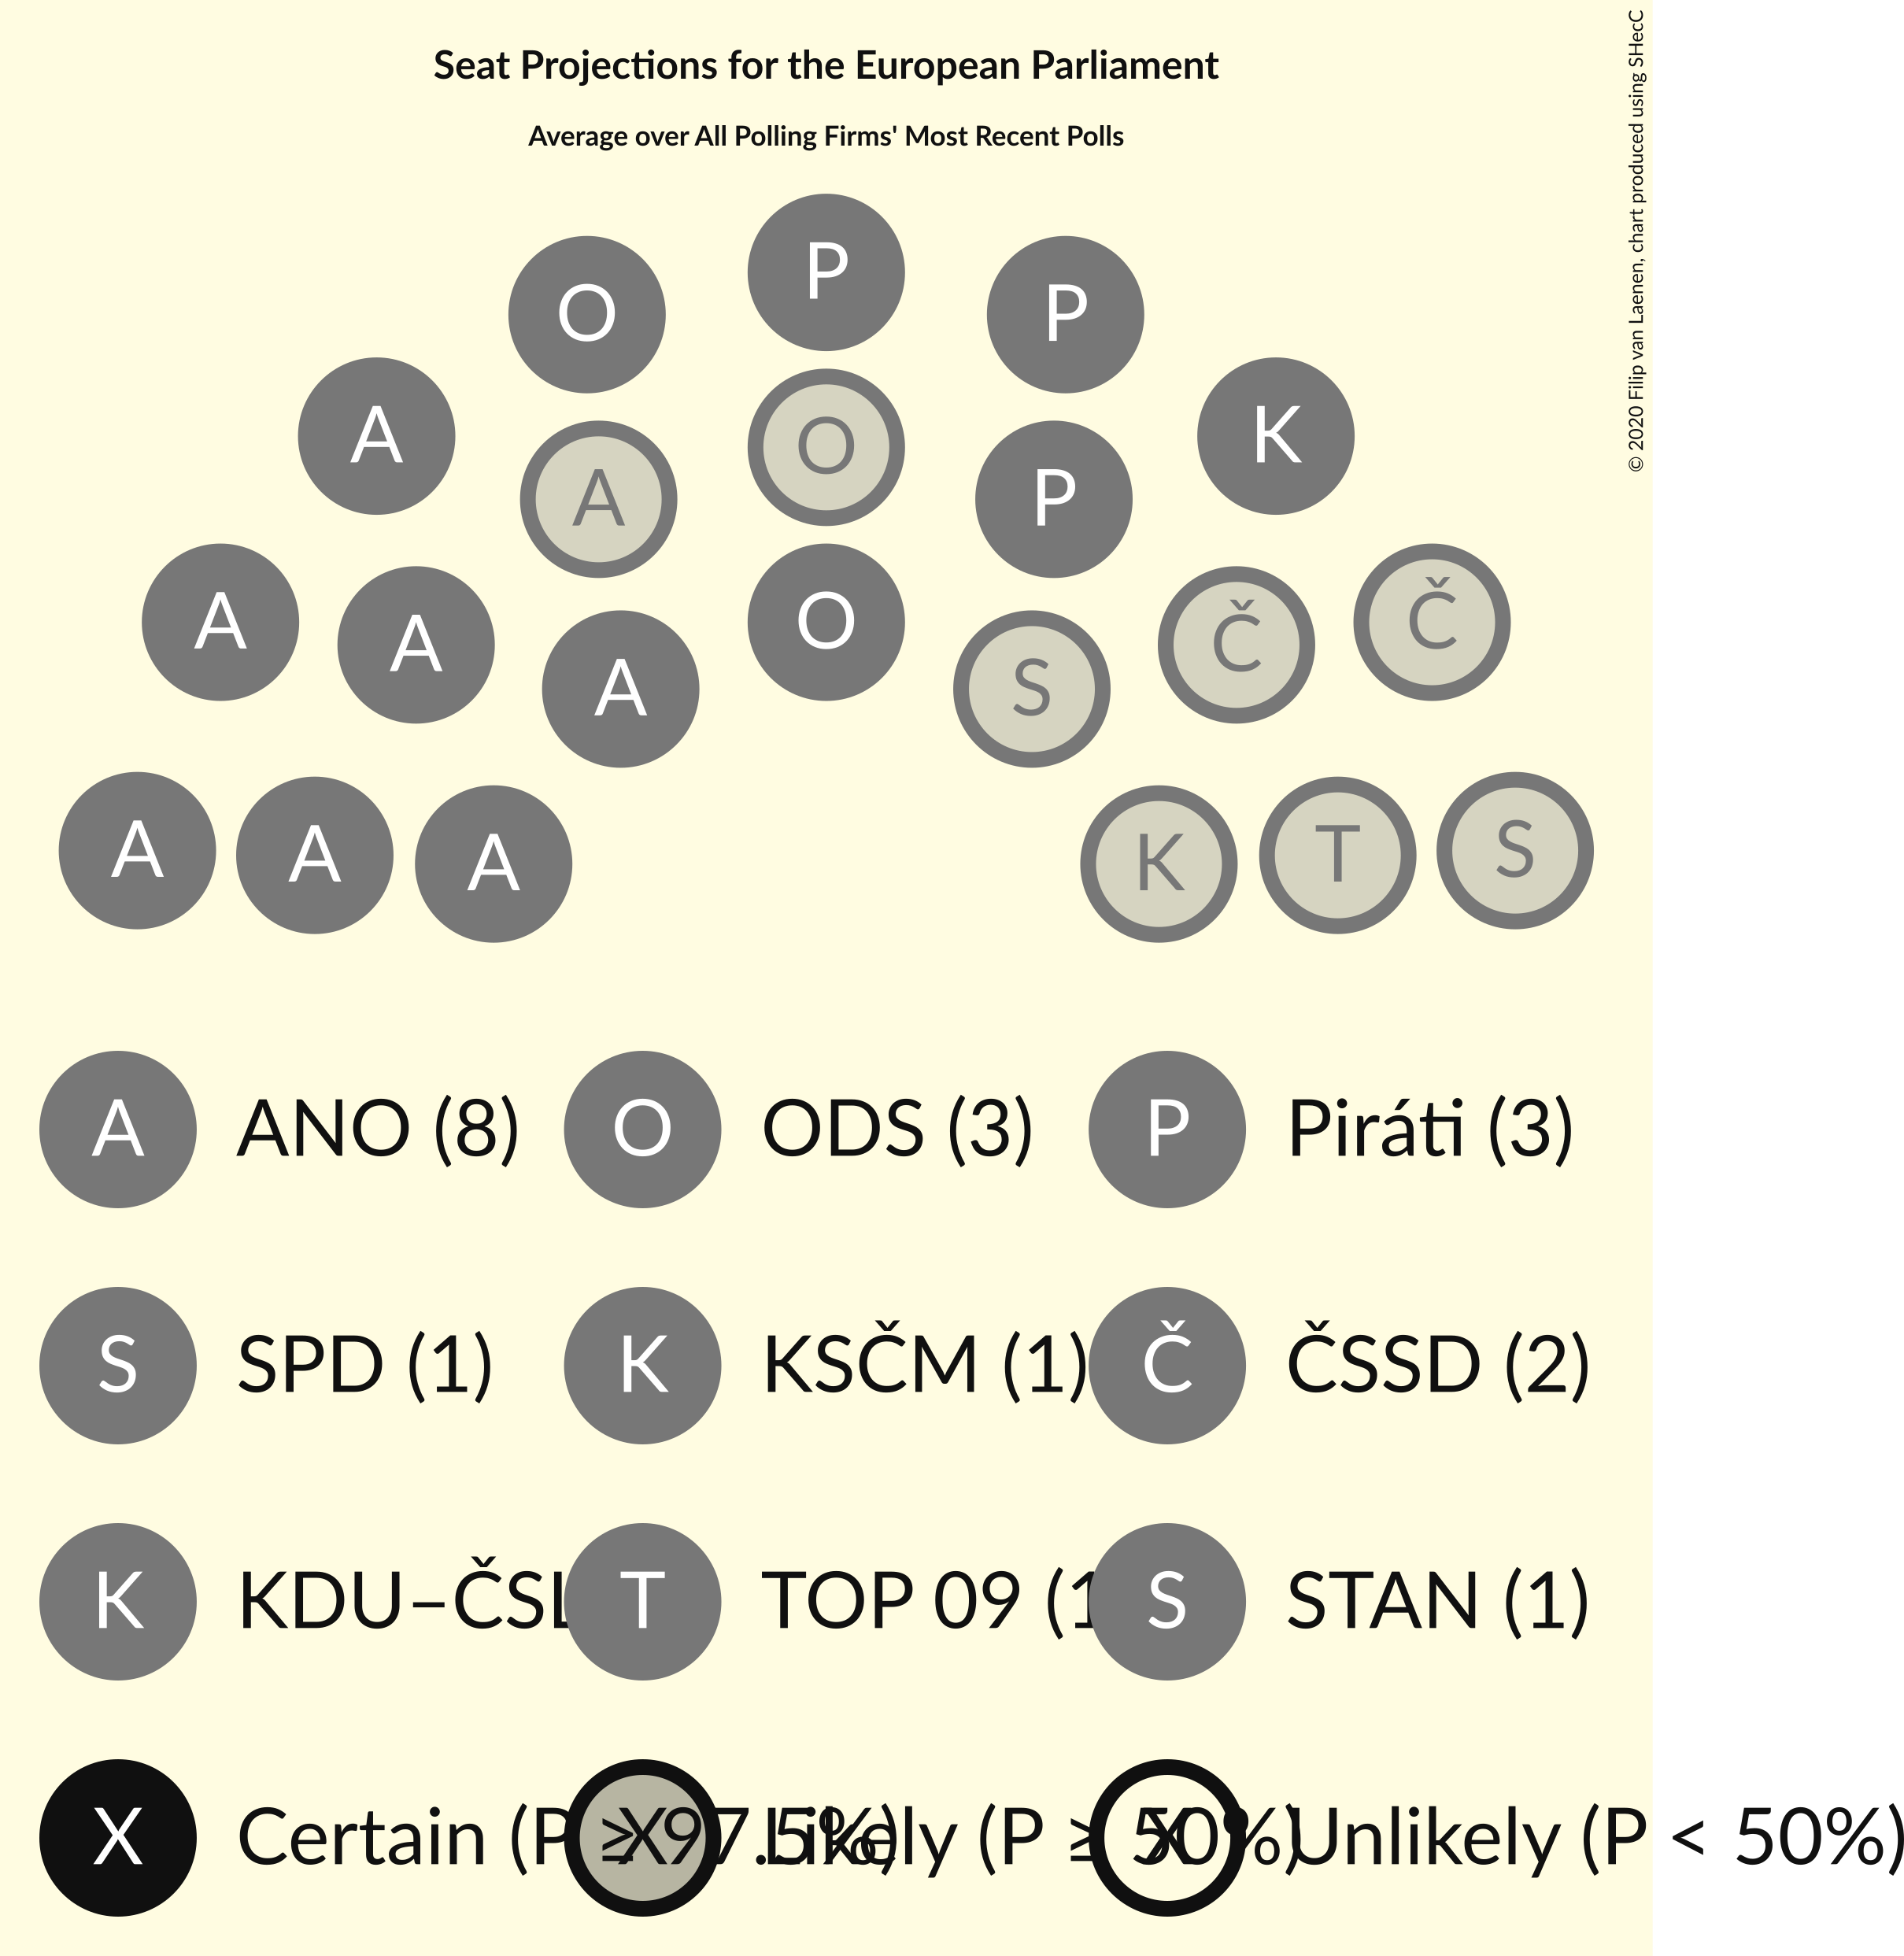 Seat Projections for the European Parliament
Average over All Polling Firms' Most Recent Polls
© 2020 Filip van Laenen, chart produced using SHecC
P
O P
O
A K
A P
A O Č
A Č
A S
A A A K T S
A ANO (8) O ODS (3) P Piráti (3)
S SPD (1) K KSČM (1) Č ČSSD (2)
K KDU–ČSL T TOP 09 (1 S STAN (1)
X Certain (P ≥ 97.5%) X Likely (P ≥ 50%) X Unlikely (P < 50%)